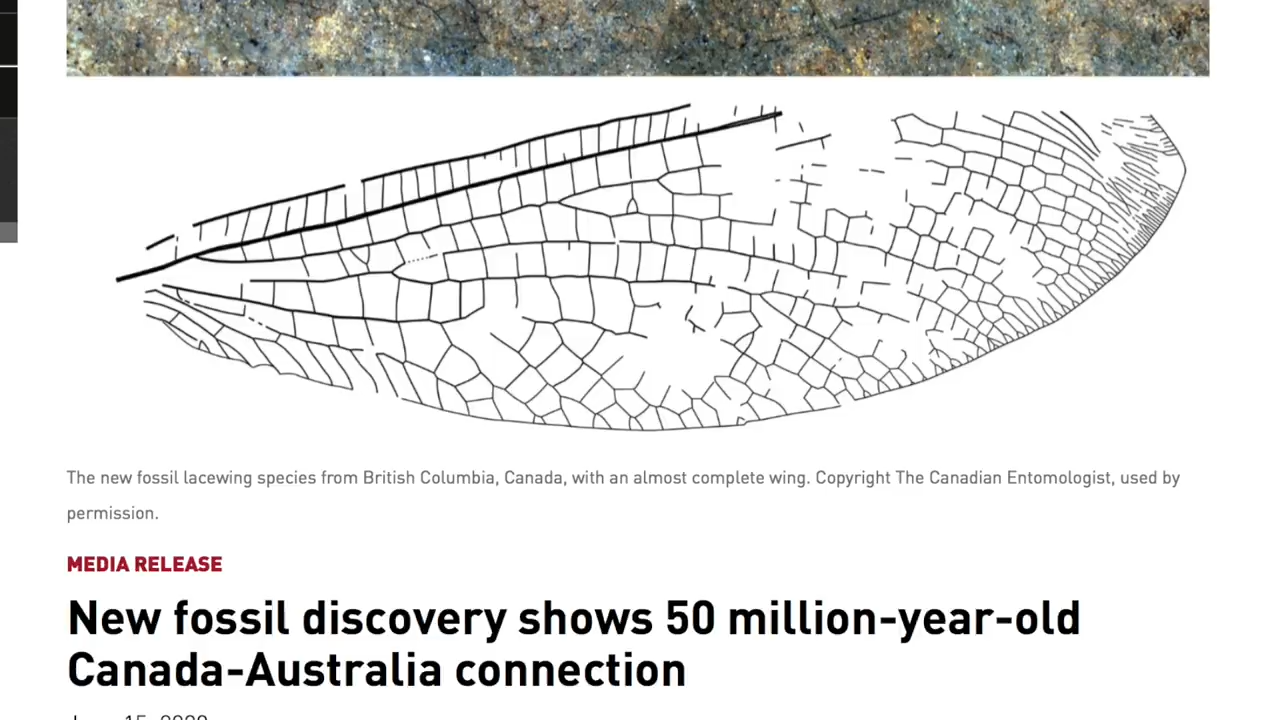 The new fossil lacewing species from British Columbia, Canada, with an almost complete wing. Copyright The Canadian Entomologist, used by
permission.
MEDIA RELEASE
New fossil discovery shows 50 million-year-old
Canada-Australia connection